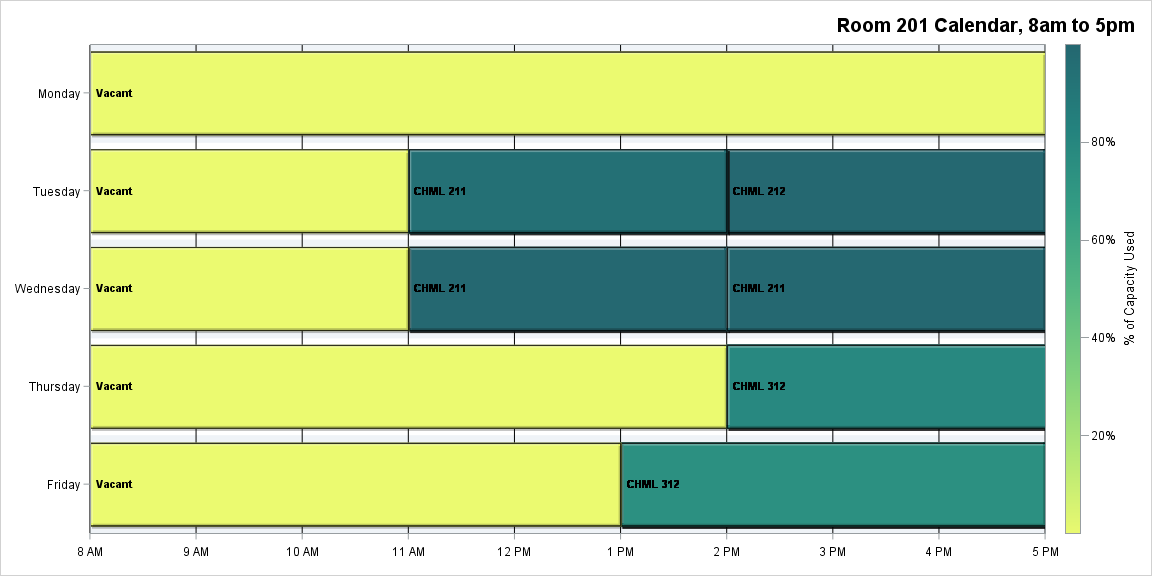 Room 201 Calendar, 8am to 5pm
Monday
Vacant
Tuesday
Vacant
CHML 211
CHML 212
Wednesday
Vacant
CHML 211
CHML 211
Thursday
Vacant
CHML 312
Friday
Vacant
CHML 312
8 AM
9 AM
10 AM
11 AM
12 PM
1 PM
2 PM
3 PM
4 PM
5 PM
80%
60%
40%
20%
% of Capacity Used